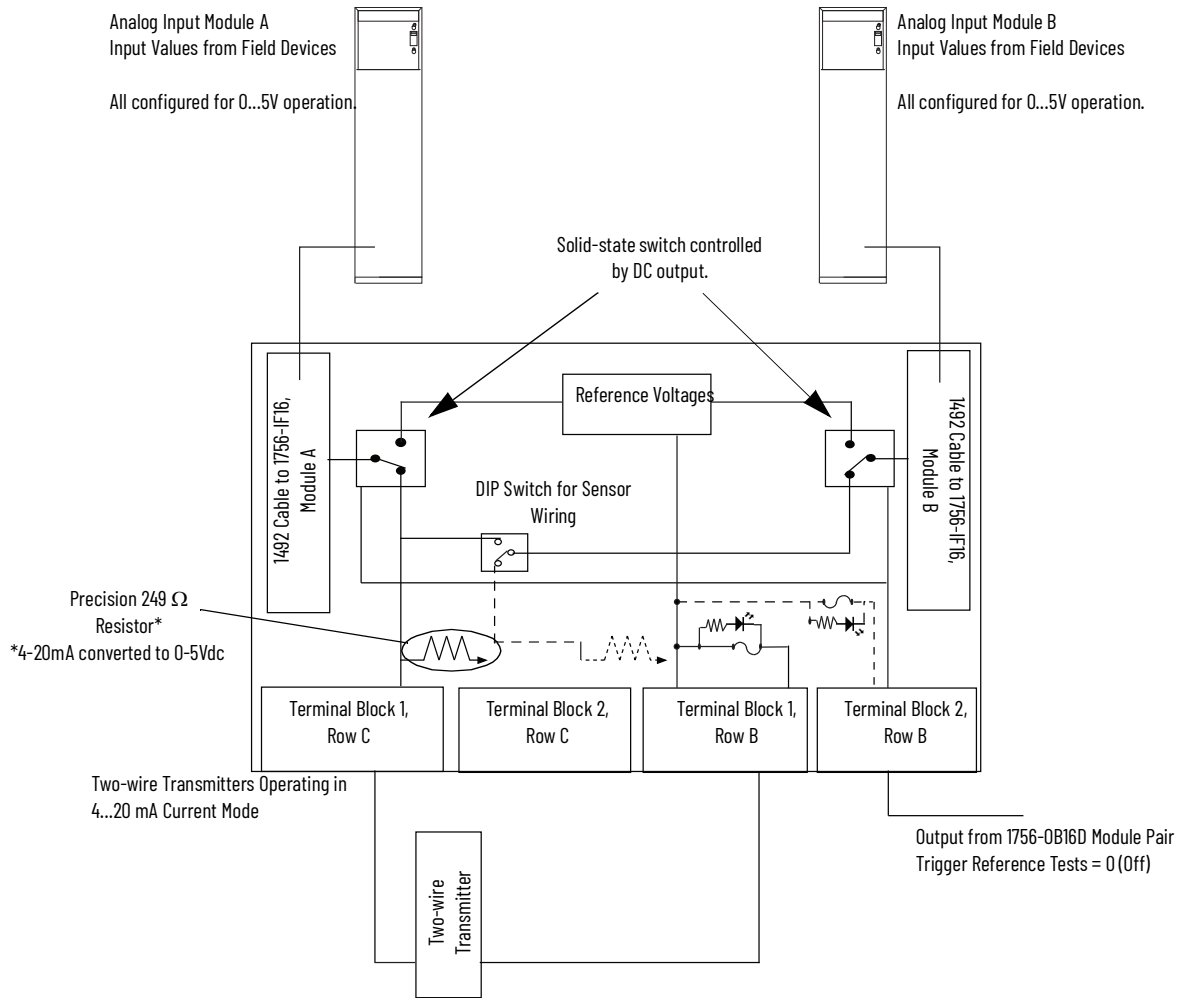 Analog Input Module A
Input Values from Field Devices
All configured for 0...5V operation.
Analog Input Module B
Input Values from Field Devices
All configured for 0...5V operation.
Solid-state switch controlled
by DC output.
1492 Cable to 1756-IF16,
Module A
Reference Voltages
1492 Cable to 1756-IF16,
Module B
DIP Switch for Sensor
Wiring
Precision 249 Ω
Resistor*
*4-20mA converted to 0-5Vdc
Terminal Block 1,
Row C
Terminal Block 2,
Row C
Terminal Block 1,
Row B
Terminal Block 2,
Row B
Two-wire Transmitters Operating in
4...20 mA Current Mode
Two-wire
Transmitter
Output from 1756-OB16D Module Pair
Trigger Reference Tests = 0 (Off)